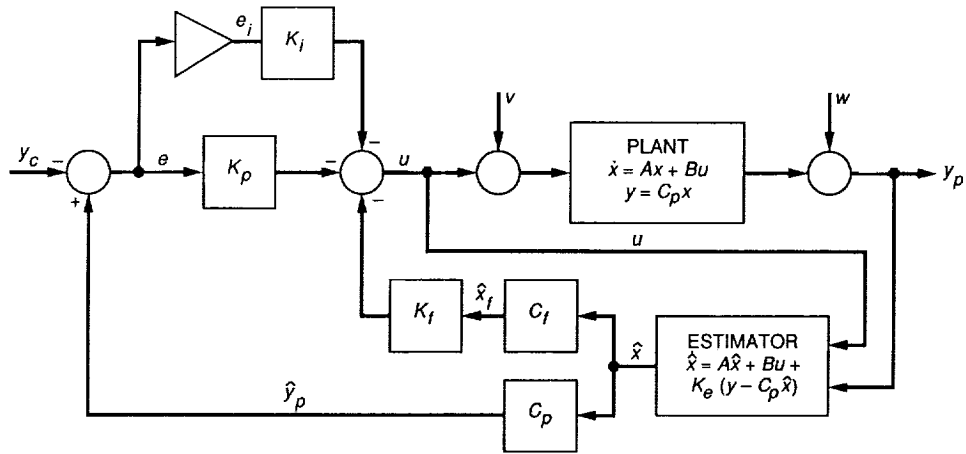 e_i
K_i
v
w
y_c
−
e
K_p
−
−
u
PLANT
ẋ = Ax + Bu
y = C_p x
y_p
+
−
u
K_f
x̂_f
C_f
x̂
ESTIMATOR
x̂̇ = Ax̂ + Bu +
K_e (y − C_p x̂)
ŷ_p
C_p